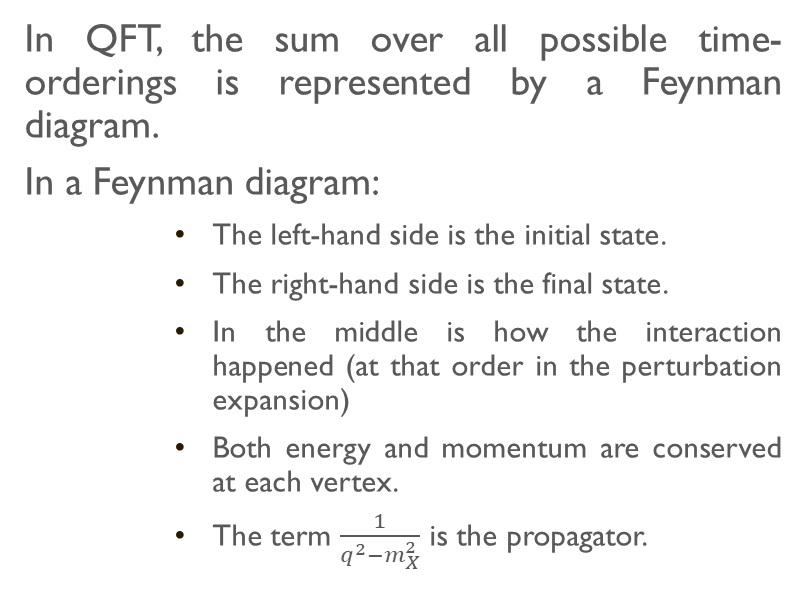 In QFT, the sum over all possible time-
orderings is represented by a Feynman
diagram.
In a Feynman diagram:
• The left-hand side is the initial state.
• The right-hand side is the final state.
• In the middle is how the interaction
happened (at that order in the perturbation
expansion)
• Both energy and momentum are conserved
at each vertex.
• The term \frac{1}{q^2-m_X^2} is the propagator.